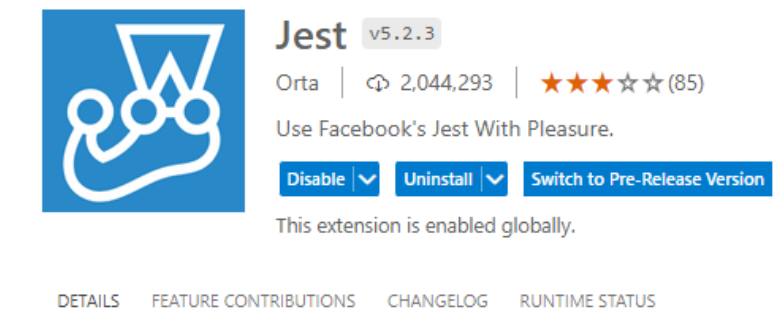 Jest v5.2.3
Orta 2,044,293 (85)
Use Facebook's Jest With Pleasure.
Disable Uninstall Switch to Pre-Release Version
This extension is enabled globally.
DETAILS FEATURE CONTRIBUTIONS CHANGELOG RUNTIME STATUS